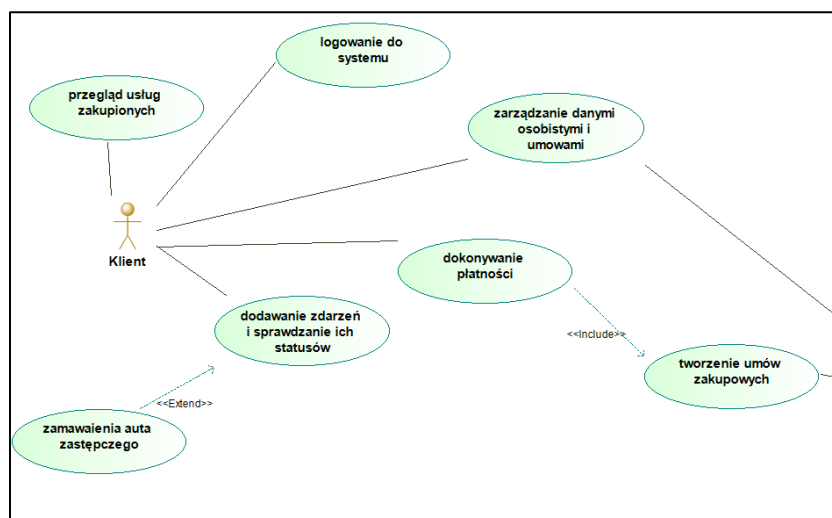 logowanie do
systemu
przegląd usług
zakupionych
zarządzanie danymi
osobistymi i
umowami
Klient
dokonywanie
płatności
dodawanie zdarzeń
i sprawdzanie ich
statusów
<<Include>>
tworzenie umów
zakupowych
<<Extend>>
zamawaienia auta
zastępczego